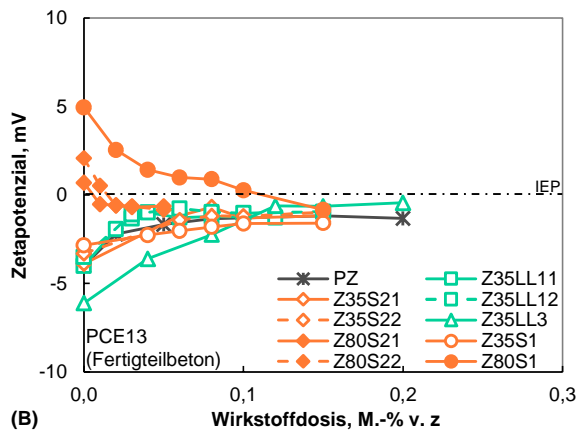 10
5
0
-5
-10
Zetapotenzial, mV
IEP
PCE13
(Fertigteilbeton)
PZ
Z35LL11
Z35S21
Z35LL12
Z35S22
Z35LL3
Z80S21
Z35S1
Z80S22
Z80S1
0,0
0,1
0,2
0,3
(B)
Wirkstoffdosis, M.-% v. z